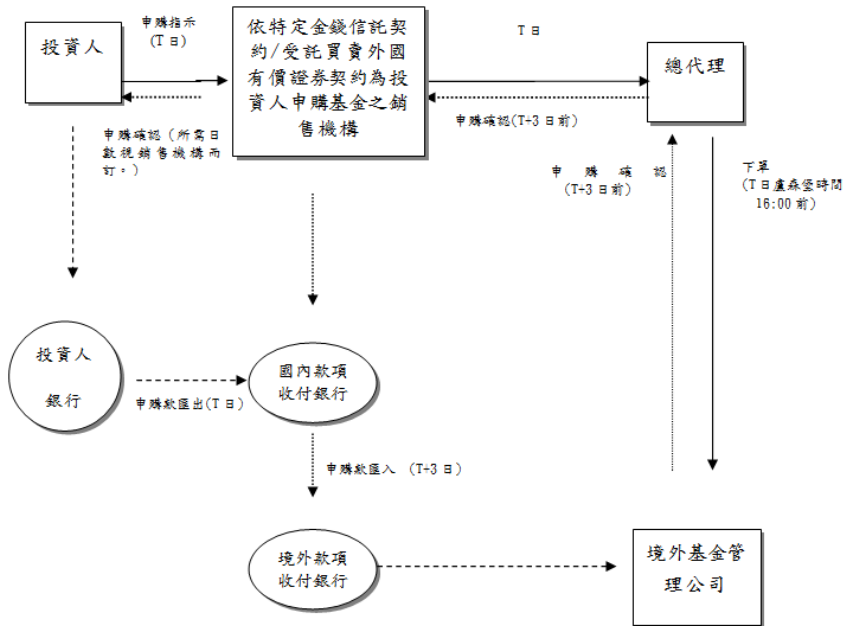 投資人
申購指示
(T 日)
依特定金錢信託契
約/受託買賣外國
有價證券契約為投
資人申購基金之銷
售機構
T 日
總代理
申購確認(T+3 日前)
申購確認（所需日
數視銷售機構而
訂。）
申購確認
(T+3 日前)
下單
(T 日盧森堡時間
16:00 前)
投資人
銀行
申購款匯出(T 日)
國內款項
收付銀行
申購款匯入 (T+3 日)
境外款項
收付銀行
境外基金管
理公司